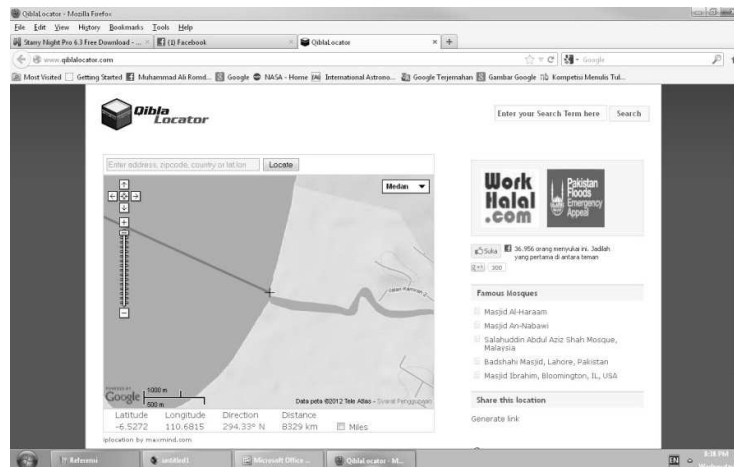 QiblaLocator - Mozilla Firefox
File Edit View History Bookmarks Tools Help
Starry Night Pro 6.3 Free Download - ...
(1) Facebook
QiblaLocator
www.qiblalocator.com
Google
Most Visited
Getting Started
Muhammad Ali Romd...
Google
NASA - Home
International Astrono...
Google Terjemahan
Gambar Google
Kompetisi Menulis Tul...
Qibla
Locator
Enter your Search Term here
Search
Enter address, zipcode, country or lat,lon
Locate
Medan
POWERED BY
Google
1000 m
500 m
Data peta ©2012 Tele Atlas - Syarat Penggunaan
Latitude Longitude Direction Distance
-6.5272 110.6815 294.33° N 8329 km Miles
iplocation by maxmind.com
Work
Halal
.com
Pakistan
Floods
Emergency
Appeal
Suka
36.956 orang menyukai ini. Jadilah
yang pertama di antara teman
300
Famous Mosques
Masjid Al-Haraam
Masjid An-Nabawi
Salahuddin Abdul Aziz Shah Mosque,
Malaysia
Badshahi Masjid, Lahore, Pakistan
Masjid Ibrahim, Bloomington, IL, USA
Share this location
Generate link
Referensi
untitled1
Microsoft Office ...
QiblaLocator - M...
EN
8:38 PM